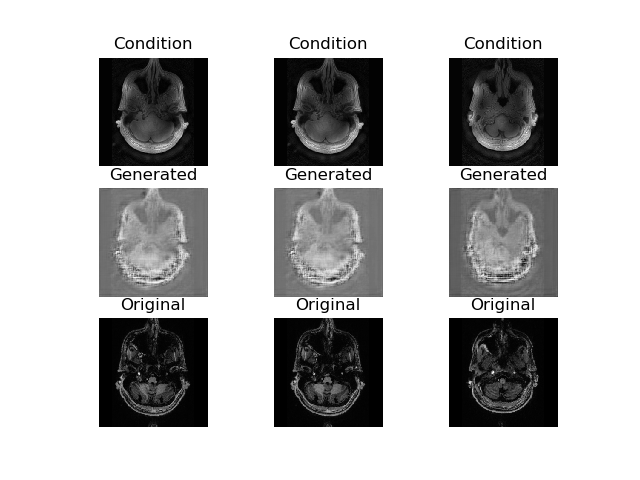 Condition Condition Condition
Generated Generated Generated
Original Original Original